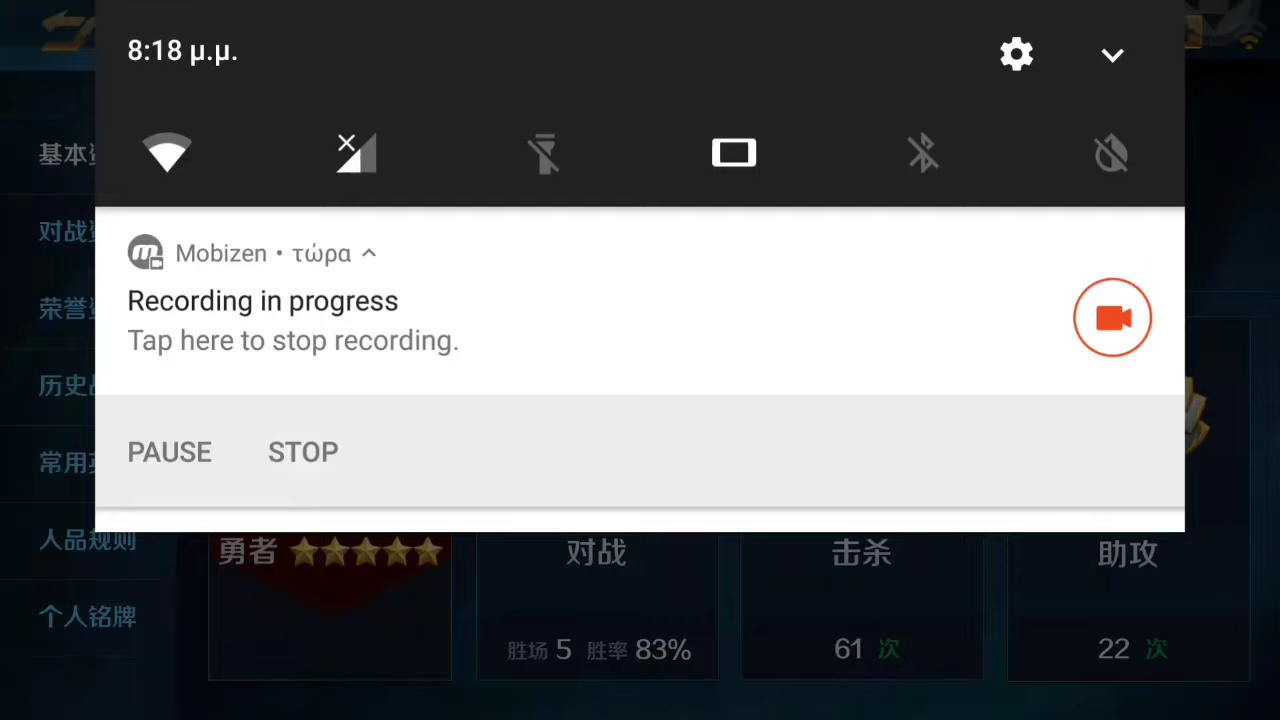 8:18 μ.μ.
Mobizen • τώρα
Recording in progress
Tap here to stop recording.
PAUSE STOP
基本
对战
荣誉
历史
常用
人品规则
个人铭牌
勇者 对战 击杀 助攻
胜场 5 胜率 83% 61 次 22 次